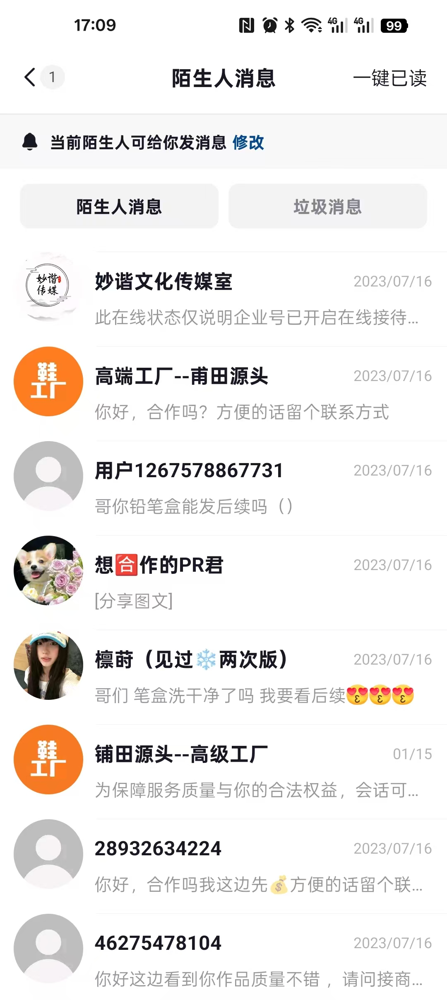 17:09
4G 4G 99
1 陌生人消息 一键已读
当前陌生人可给你发消息 修改
陌生人消息 垃圾消息
妙谐
传媒
妙谐文化传媒室 2023/07/16
此在线状态仅说明企业号已开启在线接待...
鞋
工厂
高端工厂--甫田源头 2023/07/16
你好，合作吗？方便的话留个联系方式
用户1267578867731 2023/07/16
哥你铅笔盒能发后续吗（）
想🈴作的PR君 2023/07/16
[分享图文]
檩莳（见过❄️两次版） 2023/07/16
哥们 笔盒洗干净了吗 我要看后续😍😍😍
鞋
工厂
铺田源头--高级工厂 01/15
为保障服务质量与你的合法权益，会话可...
28932634224 2023/07/16
你好，合作吗我这边先💰方便的话留个联...
46275478104 2023/07/16
你好这边看到你作品质量不错 ，请问接商...